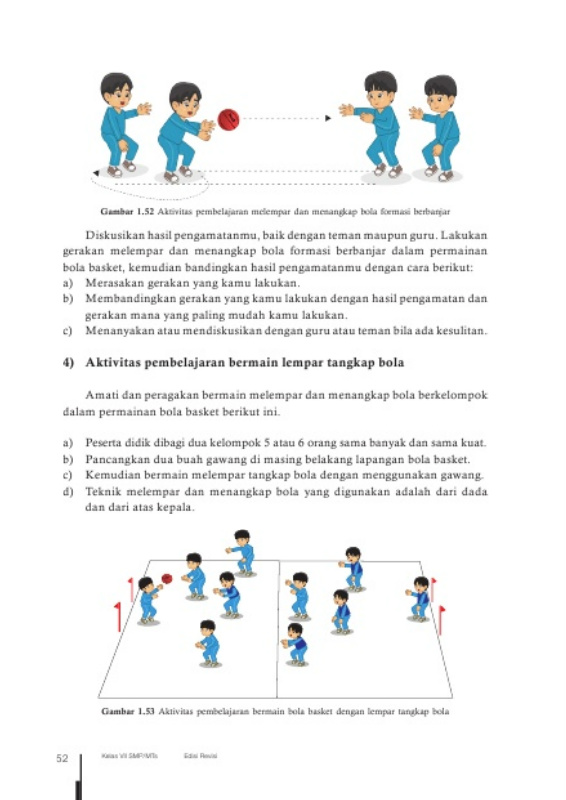 Gambar 1.52 Aktivitas pembelajaran melempar dan menangkap bola formasi berbanjar
Diskusikan hasil pengamatanmu, baik dengan teman maupun guru. Lakukan
gerakan melempar dan menangkap bola formasi berbanjar dalam permainan
bola basket, kemudian bandingkan hasil pengamatanmu dengan cara berikut:
a) Merasakan gerakan yang kamu lakukan.
b) Membandingkan gerakan yang kamu lakukan dengan hasil pengamatan dan
gerakan mana yang paling mudah kamu lakukan.
c) Menanyakan atau mendiskusikan dengan guru atau teman bila ada kesulitan.
4) Aktivitas pembelajaran bermain lempar tangkap bola
Amati dan peragakan bermain melempar dan menangkap bola berkelompok
dalam permainan bola basket berikut ini.
a) Peserta didik dibagi dua kelompok 5 atau 6 orang sama banyak dan sama kuat.
b) Pancangkan dua buah gawang di masing belakang lapangan bola basket.
c) Kemudian bermain melempar tangkap bola dengan menggunakan gawang.
d) Teknik melempar dan menangkap bola yang digunakan adalah dari dada
dan dari atas kepala.
Gambar 1.53 Aktivitas pembelajaran bermain bola basket dengan lempar tangkap bola
52 Kelas VII SMP/MTs Edisi Revisi